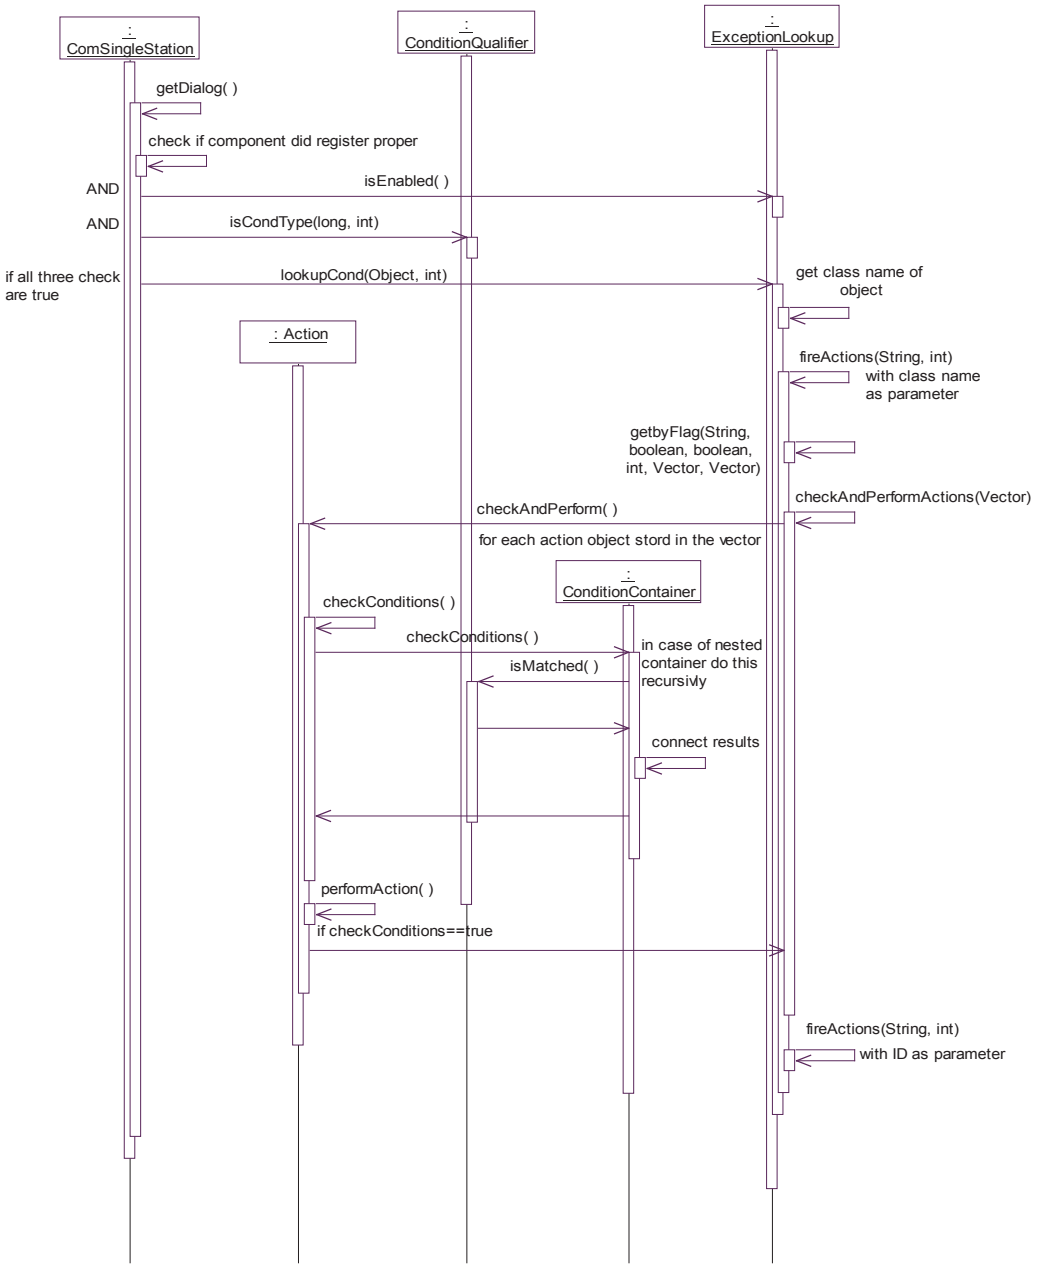 :
ComSingleStation
:
ConditionQualifier
:
ExceptionLookup
getDialog( )
check if component did register proper
AND
isEnabled( )
AND
isCondType(long, int)
if all three check
are true
lookupCond(Object, int)
get class name of
object
: Action
fireActions(String, int)
with class name
as parameter
getbyFlag(String,
boolean, boolean,
int, Vector, Vector)
checkAndPerformActions(Vector)
checkAndPerform( )
for each action object stord in the vector
:
ConditionContainer
checkConditions( )
checkConditions( )
in case of nested
container do this
recursivly
isMatched( )
connect results
performAction( )
if checkConditions==true
fireActions(String, int)
with ID as parameter